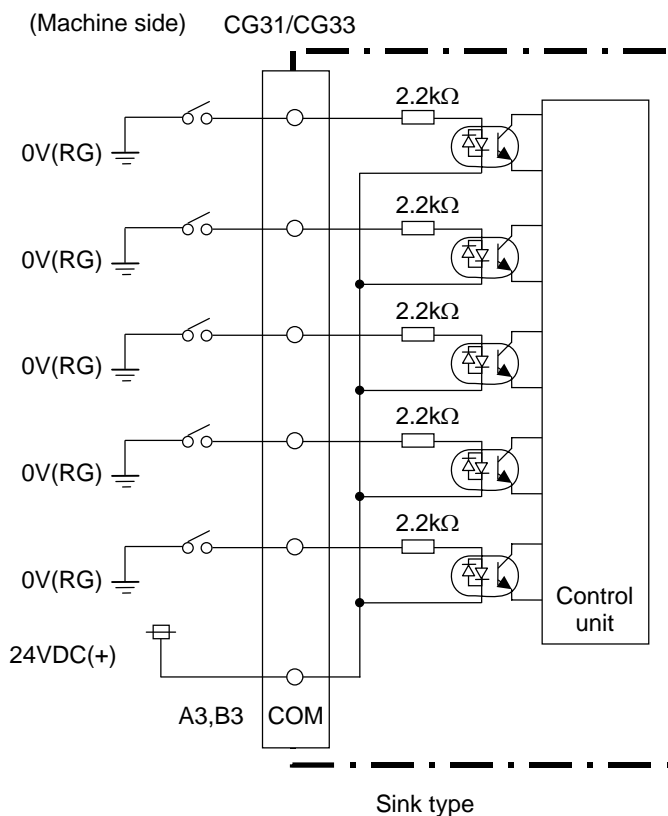 (Machine side) CG31/CG33
2.2kΩ
0V(RG)
2.2kΩ
0V(RG)
2.2kΩ
0V(RG)
2.2kΩ
0V(RG)
2.2kΩ
0V(RG)
Control
unit
24VDC(+)
A3,B3 COM
Sink type